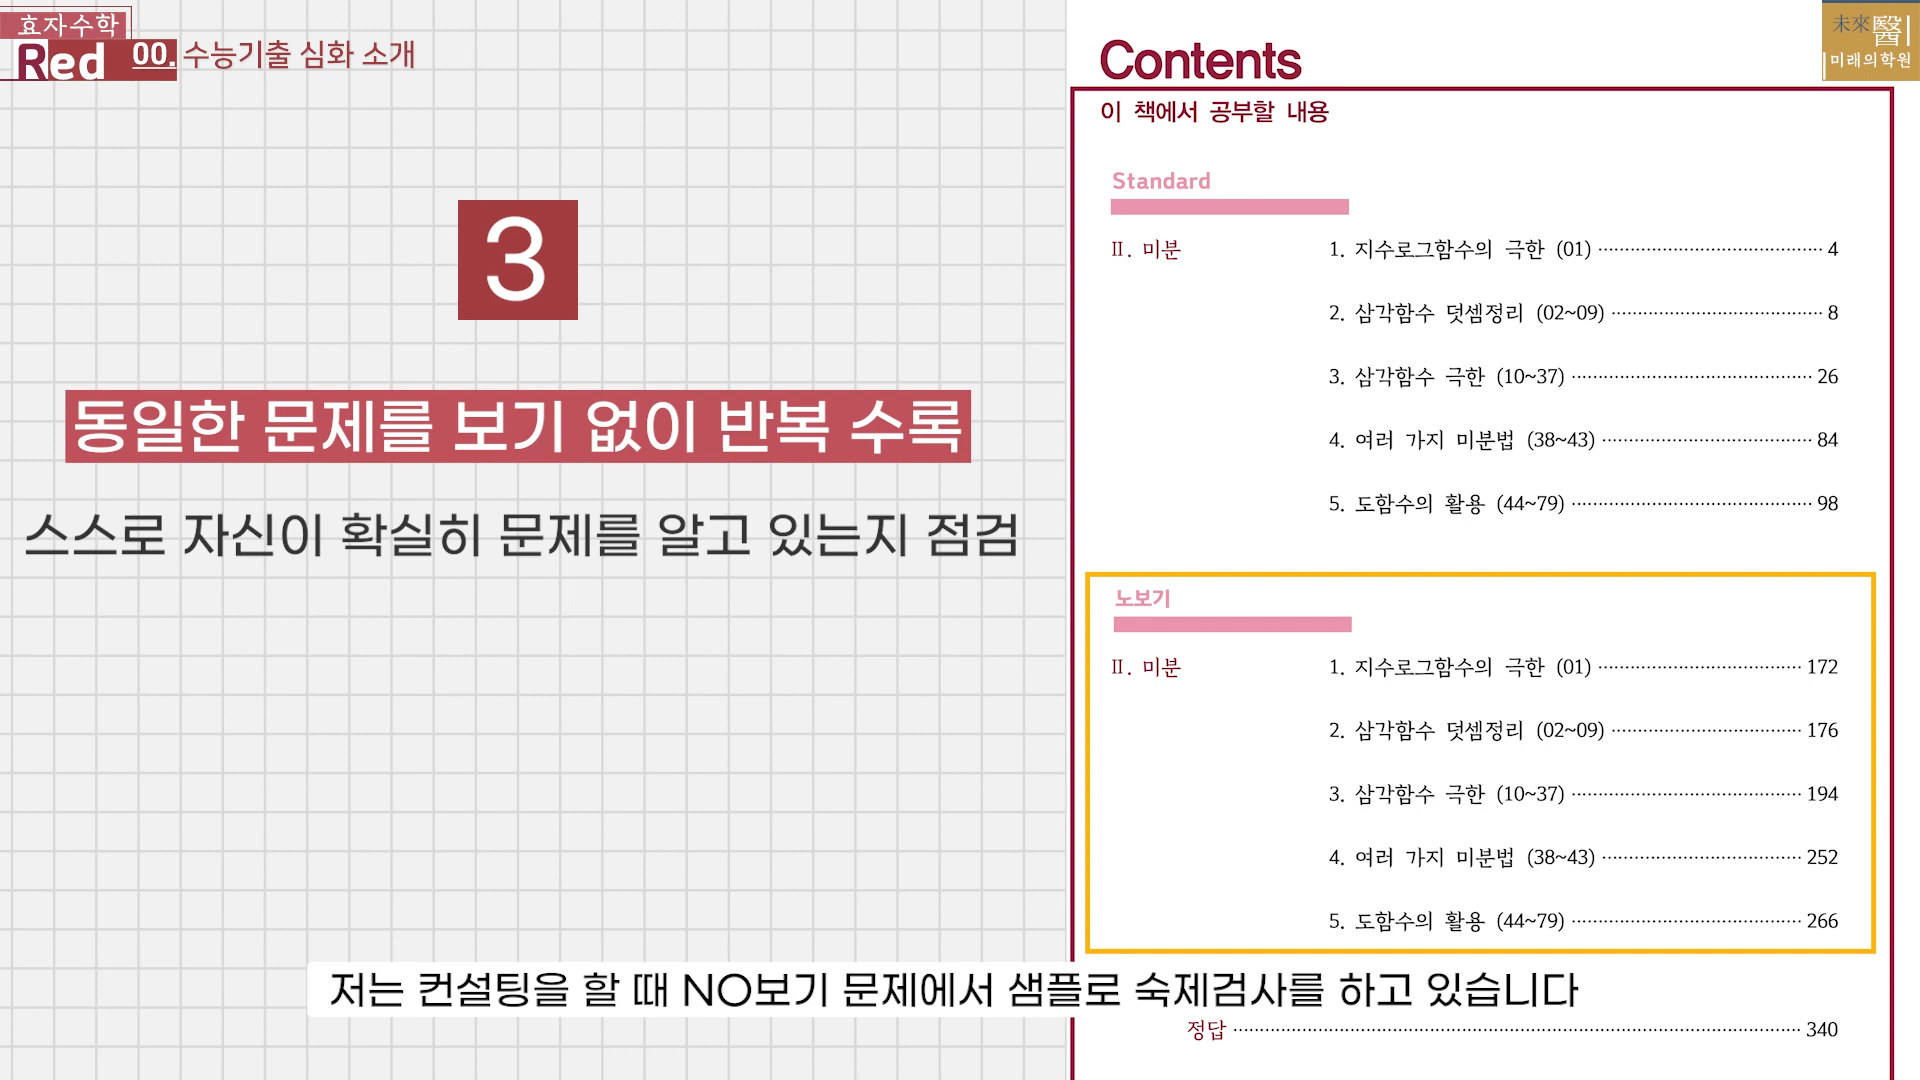 효자수학
Red 00. 수능기출 심화 소개
3
동일한 문제를 보기 없이 반복 수록
스스로 자신이 확실히 문제를 알고 있는지 점검
未來醫
미래의학원
Contents
이 책에서 공부할 내용
Standard
Ⅱ. 미분
1. 지수로그함수의 극한 (01) 4
2. 삼각함수 덧셈정리 (02~09) 8
3. 삼각함수 극한 (10~37) 26
4. 여러 가지 미분법 (38~43) 84
5. 도함수의 활용 (44~79) 98
노보기
Ⅱ. 미분
1. 지수로그함수의 극한 (01) 172
2. 삼각함수 덧셈정리 (02~09) 176
3. 삼각함수 극한 (10~37) 194
4. 여러 가지 미분법 (38~43) 252
5. 도함수의 활용 (44~79) 266
저는 컨설팅을 할 때 NO보기 문제에서 샘플로 숙제검사를 하고 있습니다
정답 340